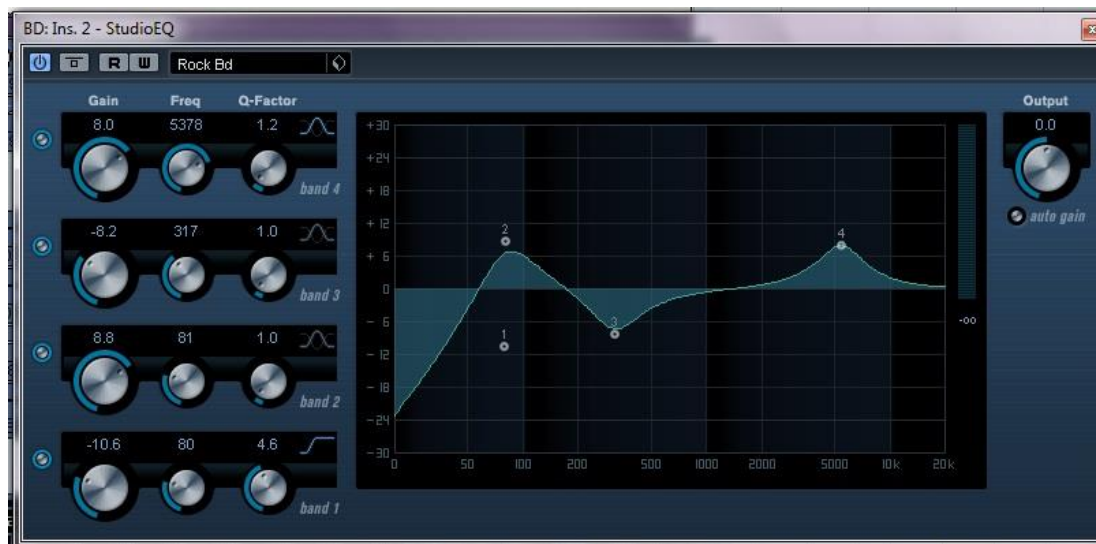 BD: Ins. 2 - StudioEQ
R W Rock Bd
Gain Freq Q-Factor
8.0 5378 1.2
band 4
-8.2 317 1.0
band 3
8.8 81 1.0
band 2
-10.6 80 4.6
band 1
+30
+24
+ 18
+ 12
+ 6
0
- 6
- 12
- 18
- 24
- 30
0 50 100 200 500 1000 2000 5000 10k 20k
2
4
3
1
-oo
Output
0.0
auto gain